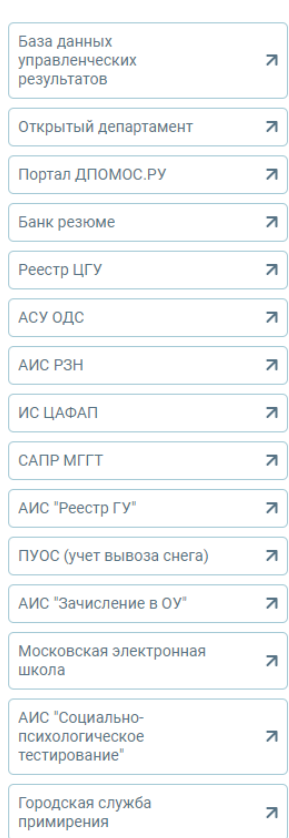 База данных
управленческих
результатов
Открытый департамент
Портал ДПОМОС.РУ
Банк резюме
Реестр ЦГУ
АСУ ОДС
АИС РЗН
ИС ЦАФАП
САПР МГГТ
АИС "Реестр ГУ"
ПУОС (учет вывоза снега)
АИС "Зачисление в ОУ"
Московская электронная
школа
АИС "Социально-
психологическое
тестирование"
Городская служба
примирения